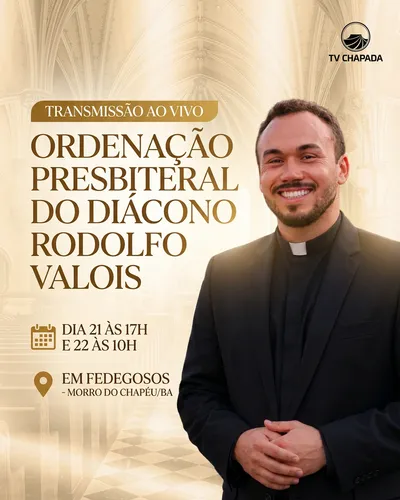 TV CHAPADA
TRANSMISSÃO AO VIVO
ORDENAÇÃO
PRESBITERAL
DO DIÁCONO
RODOLFO
VALOIS
DIA 21 ÀS 17H
E 22 ÀS 10H
EM FEDEGOSOS
- MORRO DO CHAPÉU/BA